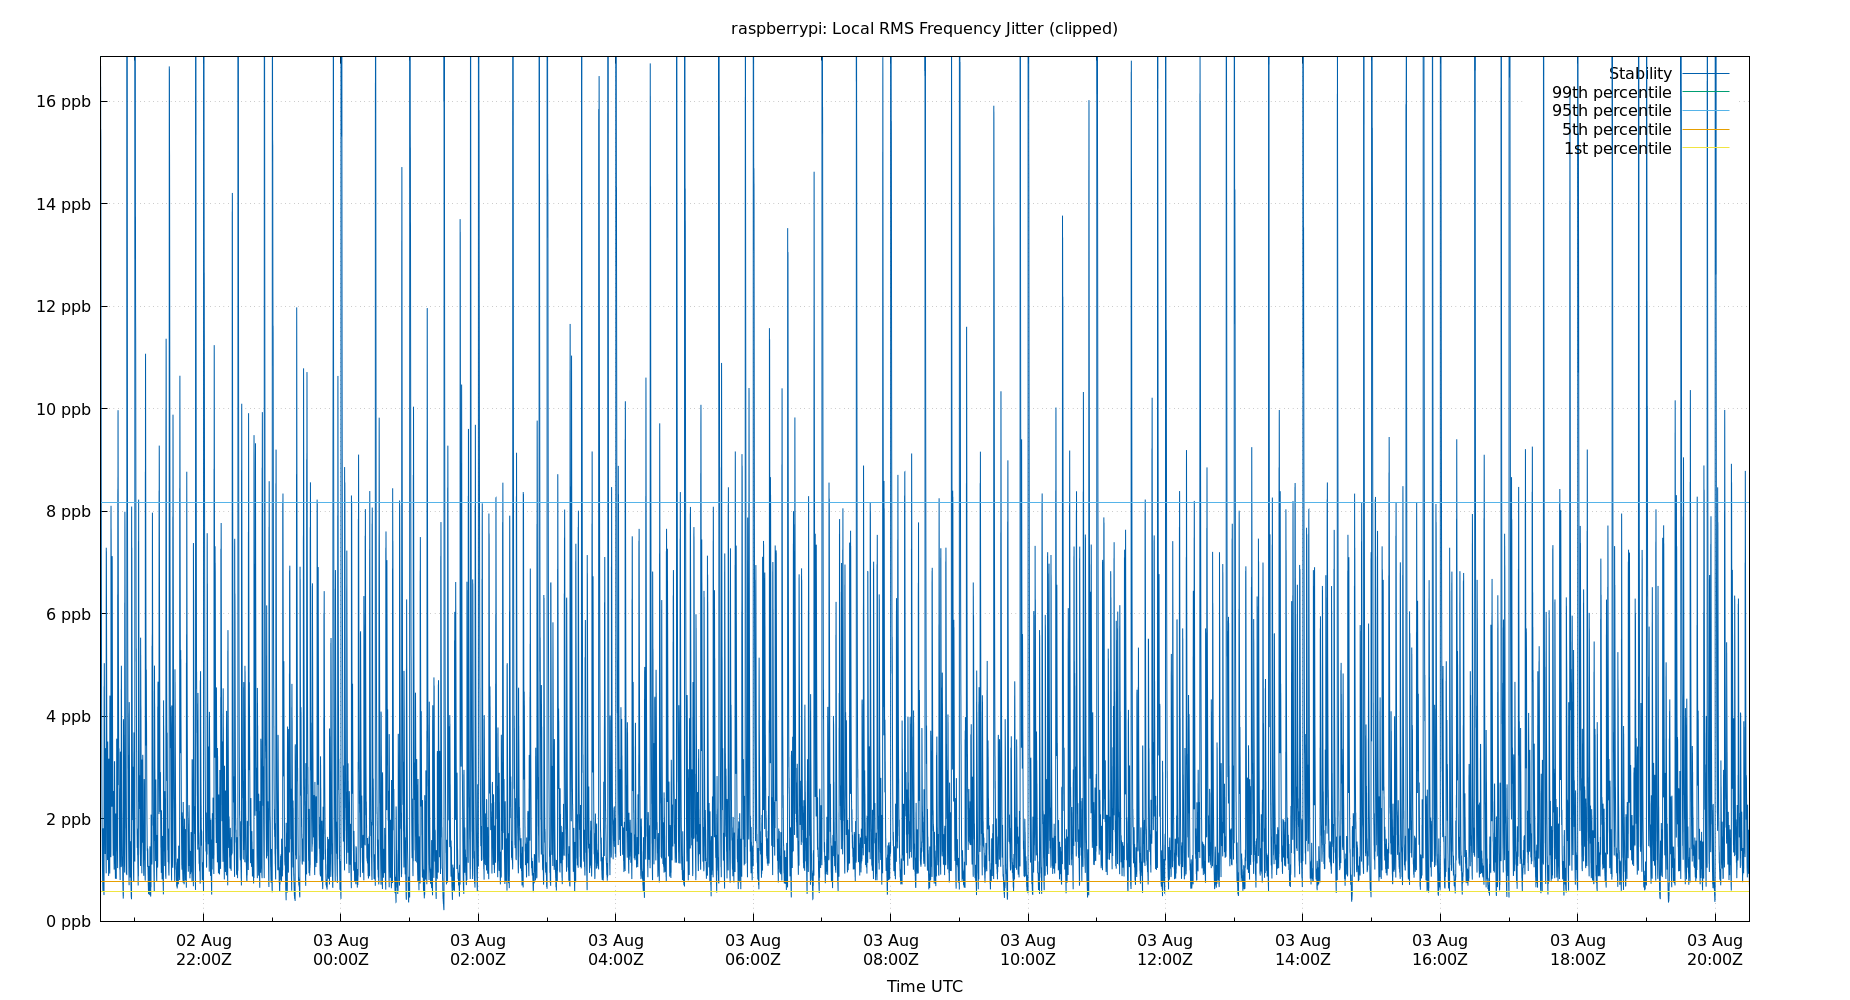 raspberrypi: Local RMS Frequency Jitter (clipped)
Stability
99th percentile
95th percentile
5th percentile
1st percentile
16 ppb
14 ppb
12 ppb
10 ppb
8 ppb
6 ppb
4 ppb
2 ppb
0 ppb
02 Aug 03 Aug 03 Aug 03 Aug 03 Aug 03 Aug 03 Aug 03 Aug 03 Aug 03 Aug 03 Aug 03 Aug
22:00Z 00:00Z 02:00Z 04:00Z 06:00Z 08:00Z 10:00Z 12:00Z 14:00Z 16:00Z 18:00Z 20:00Z
Time UTC